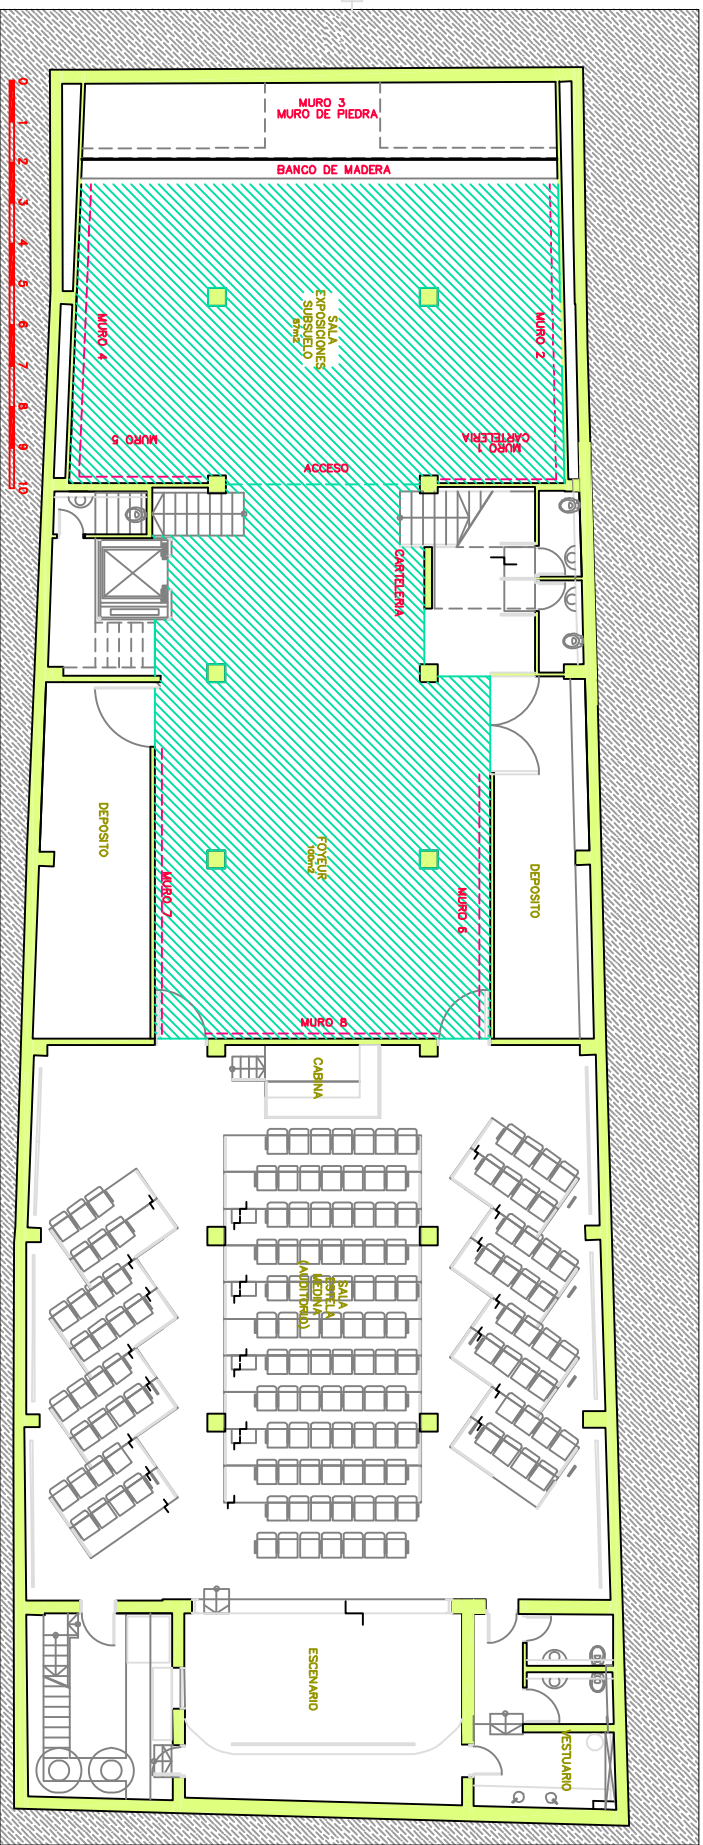 MURO 3
MURO DE PIEDRA
BANCO DE MADERA
0
1
2
3
4
5
6
7
8
9
10
SALA
EXPOSICIONES
SUBSUELO
MURO 4
MURO 2
MURO 5
MURO 1
CARTELERIA
ACCESO
CARTELERIA
DEPOSITO
FOYEUR
100m2
DEPOSITO
MURO 7
MURO 6
MURO 8
CABINA
SALA
ESTELA
MEDINA
(AUDITORIO)
ESCENARIO
VESTUARIO